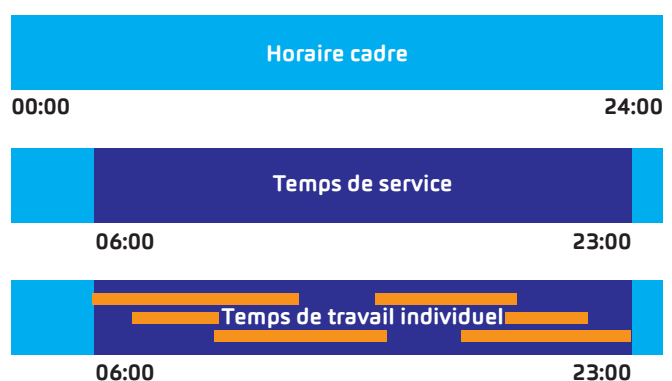 Horaire cadre
00:00 24:00
Temps de service
06:00 23:00
Temps de travail individuel
06:00 23:00